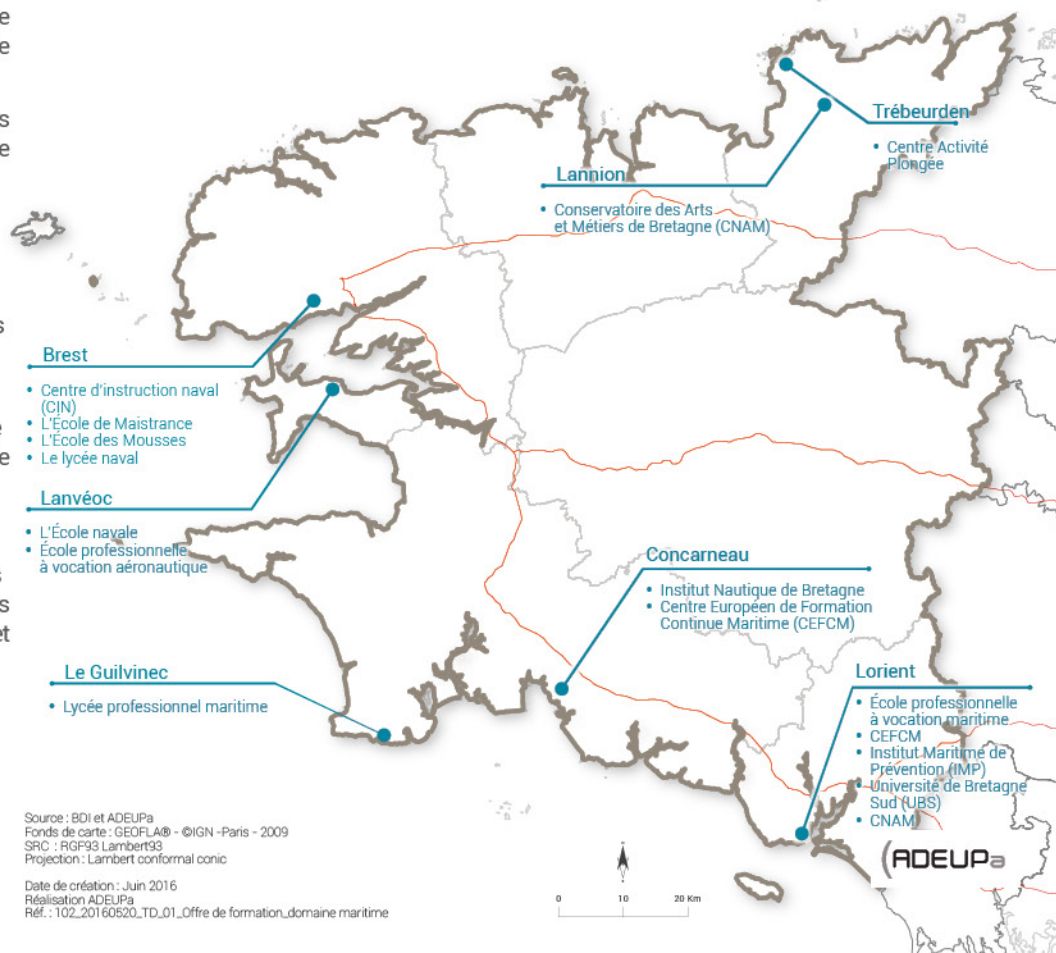 e
e
s
e
s
e
e
s
s
et
Trébeurden
• Centre Activité
Plongée
Lannion
• Conservatoire des Arts
et Métiers de Bretagne (CNAM)
Brest
• Centre d'instruction naval
(CIN)
• L'École de Maistrance
• L'École des Mousses
• Le lycée naval
Lanvéoc
• L'École navale
• École professionnelle
à vocation aéronautique
Concarneau
• Institut Nautique de Bretagne
• Centre Européen de Formation
Continue Maritime (CEFCM)
Le Guilvinec
• Lycée professionnel maritime
Lorient
• École professionnelle
à vocation maritime
• CEFCM
• Institut Maritime de
Prévention (IMP)
• Université de Bretagne
Sud (UBS)
• CNAM
(ADEUPa
Source : BDI et ADEUPa
Fonds de carte : GEOFLA® - ©IGN -Paris - 2009
SRC : RGF93 Lambert93
Projection : Lambert conformal conic
Date de création : Juin 2016
Réalisation ADEUPa
Réf. : 102_20160520_TD_01_Offre de formation_domaine maritime
0 10 20 Km